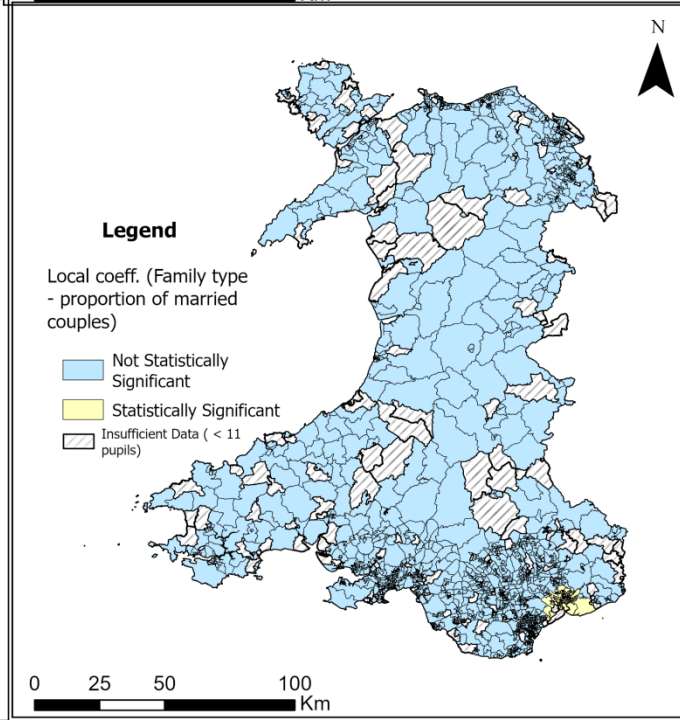 N
Legend
Local coeff. (Family type
- proportion of married
couples)
Not Statistically
Significant
Statistically Significant
Insufficient Data ( < 11
pupils)
0 25 50 100
Km